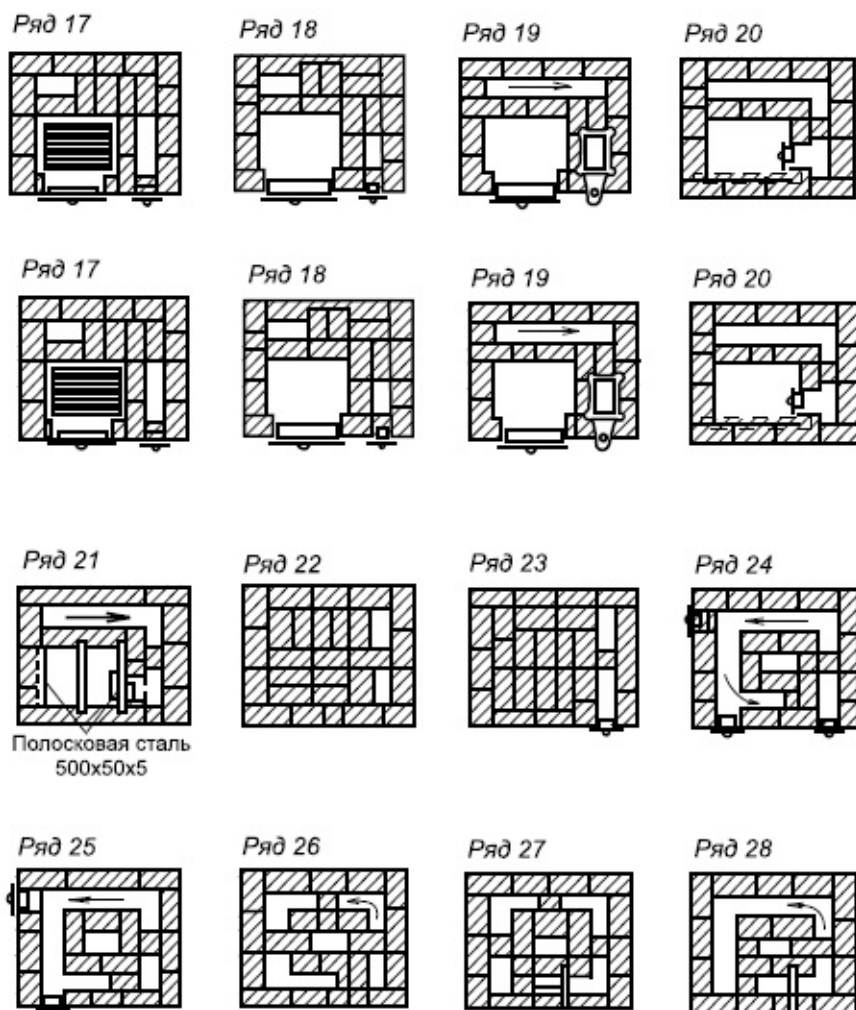 Ряд 17
Ряд 18
Ряд 19
Ряд 20
Ряд 17
Ряд 18
Ряд 19
Ряд 20
Ряд 21
Ряд 22
Ряд 23
Ряд 24
Полосковая сталь
500х50х5
Ряд 25
Ряд 26
Ряд 27
Ряд 28